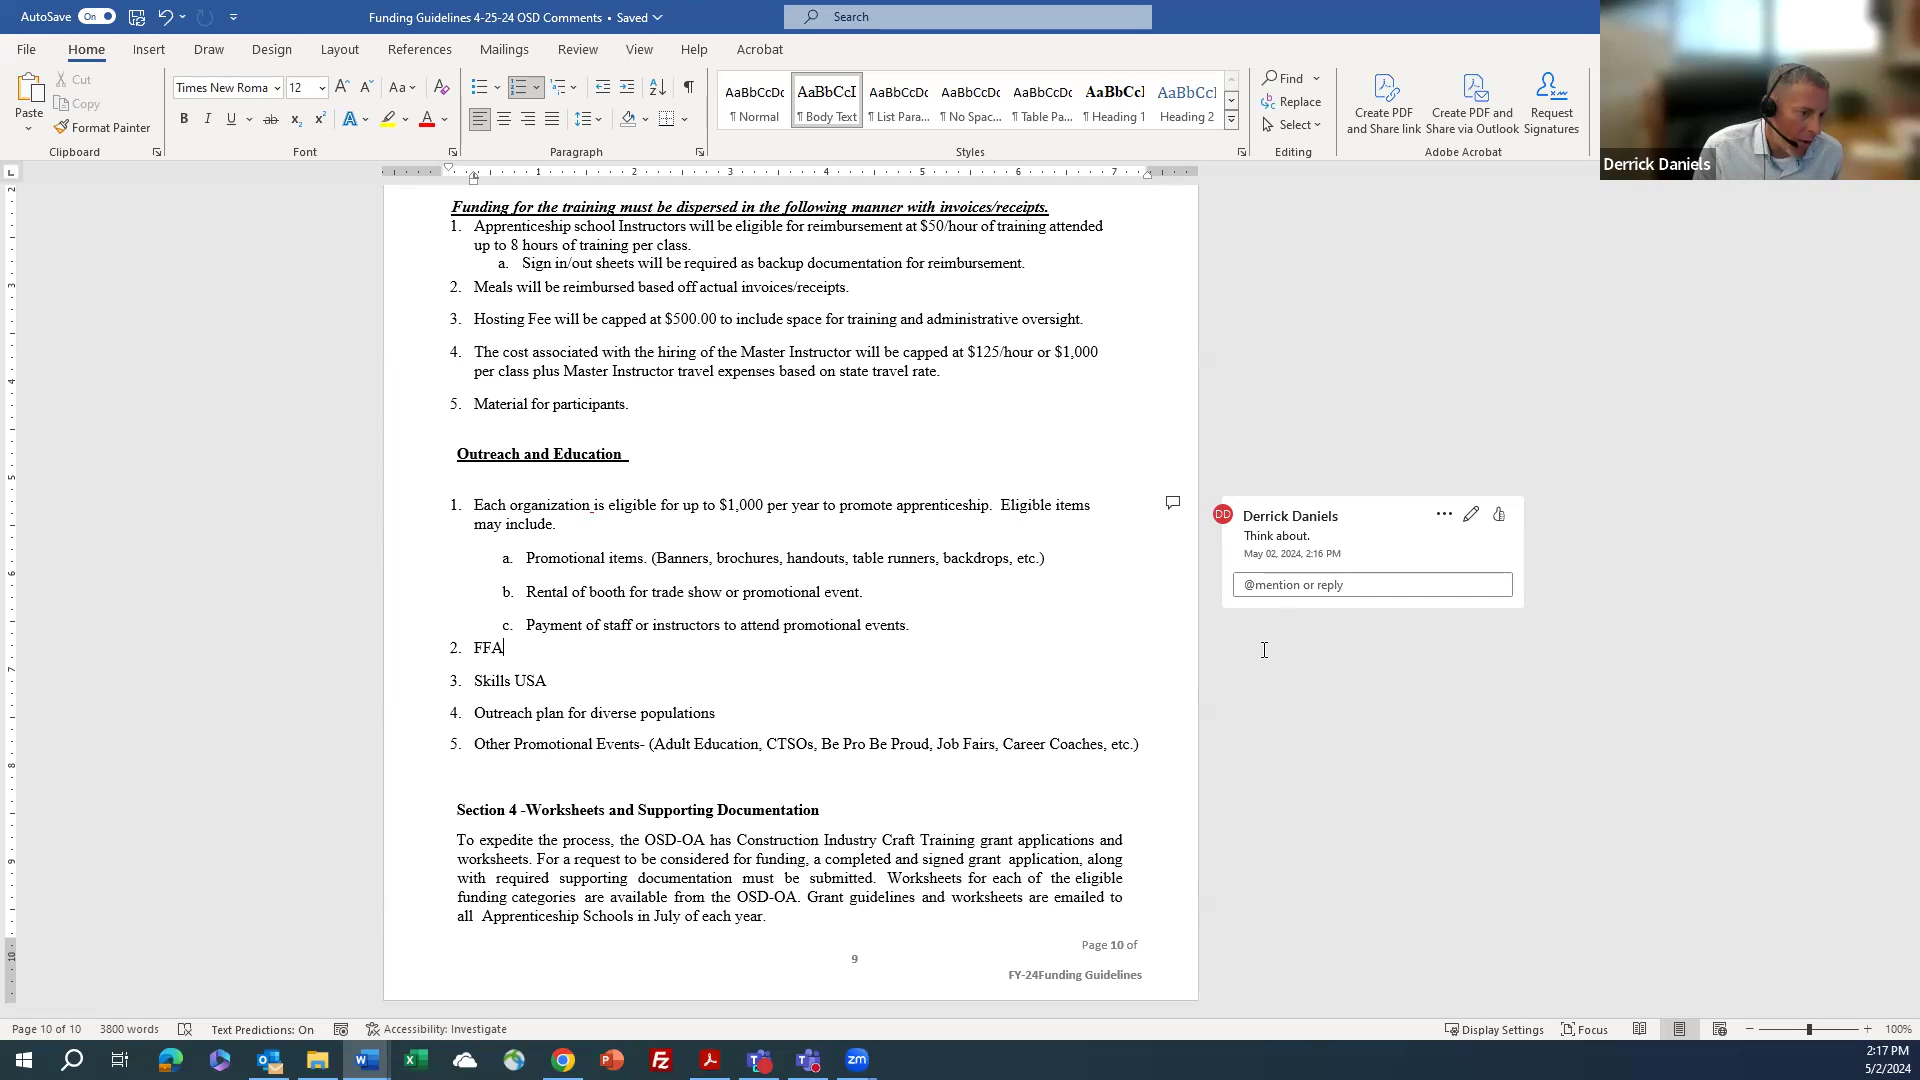 AutoSave On Funding Guidelines 4-25-24 OSD Comments • Saved Search
File Home Insert Draw Design Layout References Mailings Review View Help Acrobat
Paste Cut Copy Format Painter Clipboard
Times New Roma 12 Aa Font
Paragraph
AaBbCcDc ¶ Normal
AaBbCcI ¶ Body Text
AaBbCcDc ¶ List Para...
AaBbCcDc ¶ No Spac...
AaBbCcDc ¶ Table Pa...
AaBbCcI ¶ Heading 1
AaBbCcI Heading 2
Styles
Find Replace Select Editing
Create PDF and Share link
Create PDF and Share via Outlook
Request Signatures
Adobe Acrobat
Derrick Daniels
Funding for the training must be dispersed in the following manner with invoices/receipts.
1. Apprenticeship school Instructors will be eligible for reimbursement at $50/hour of training attended
up to 8 hours of training per class.
a. Sign in/out sheets will be required as backup documentation for reimbursement.
2. Meals will be reimbursed based off actual invoices/receipts.
3. Hosting Fee will be capped at $500.00 to include space for training and administrative oversight.
4. The cost associated with the hiring of the Master Instructor will be capped at $125/hour or $1,000
per class plus Master Instructor travel expenses based on state travel rate.
5. Material for participants.
Outreach and Education
1. Each organization is eligible for up to $1,000 per year to promote apprenticeship. Eligible items
may include.
a. Promotional items. (Banners, brochures, handouts, table runners, backdrops, etc.)
b. Rental of booth for trade show or promotional event.
c. Payment of staff or instructors to attend promotional events.
2. FFA
3. Skills USA
4. Outreach plan for diverse populations
5. Other Promotional Events- (Adult Education, CTSOs, Be Pro Be Proud, Job Fairs, Career Coaches, etc.)
DD Derrick Daniels
Think about.
May 02, 2024, 2:16 PM
@mention or reply
Section 4 -Worksheets and Supporting Documentation
To expedite the process, the OSD-OA has Construction Industry Craft Training grant applications and
worksheets. For a request to be considered for funding, a completed and signed grant application, along
with required supporting documentation must be submitted. Worksheets for each of the eligible
funding categories are available from the OSD-OA. Grant guidelines and worksheets are emailed to
all Apprenticeship Schools in July of each year.
Page 10 of
9
FY-24Funding Guidelines
Page 10 of 10 3800 words Text Predictions: On Accessibility: Investigate Display Settings Focus 100%
2:17 PM
5/2/2024